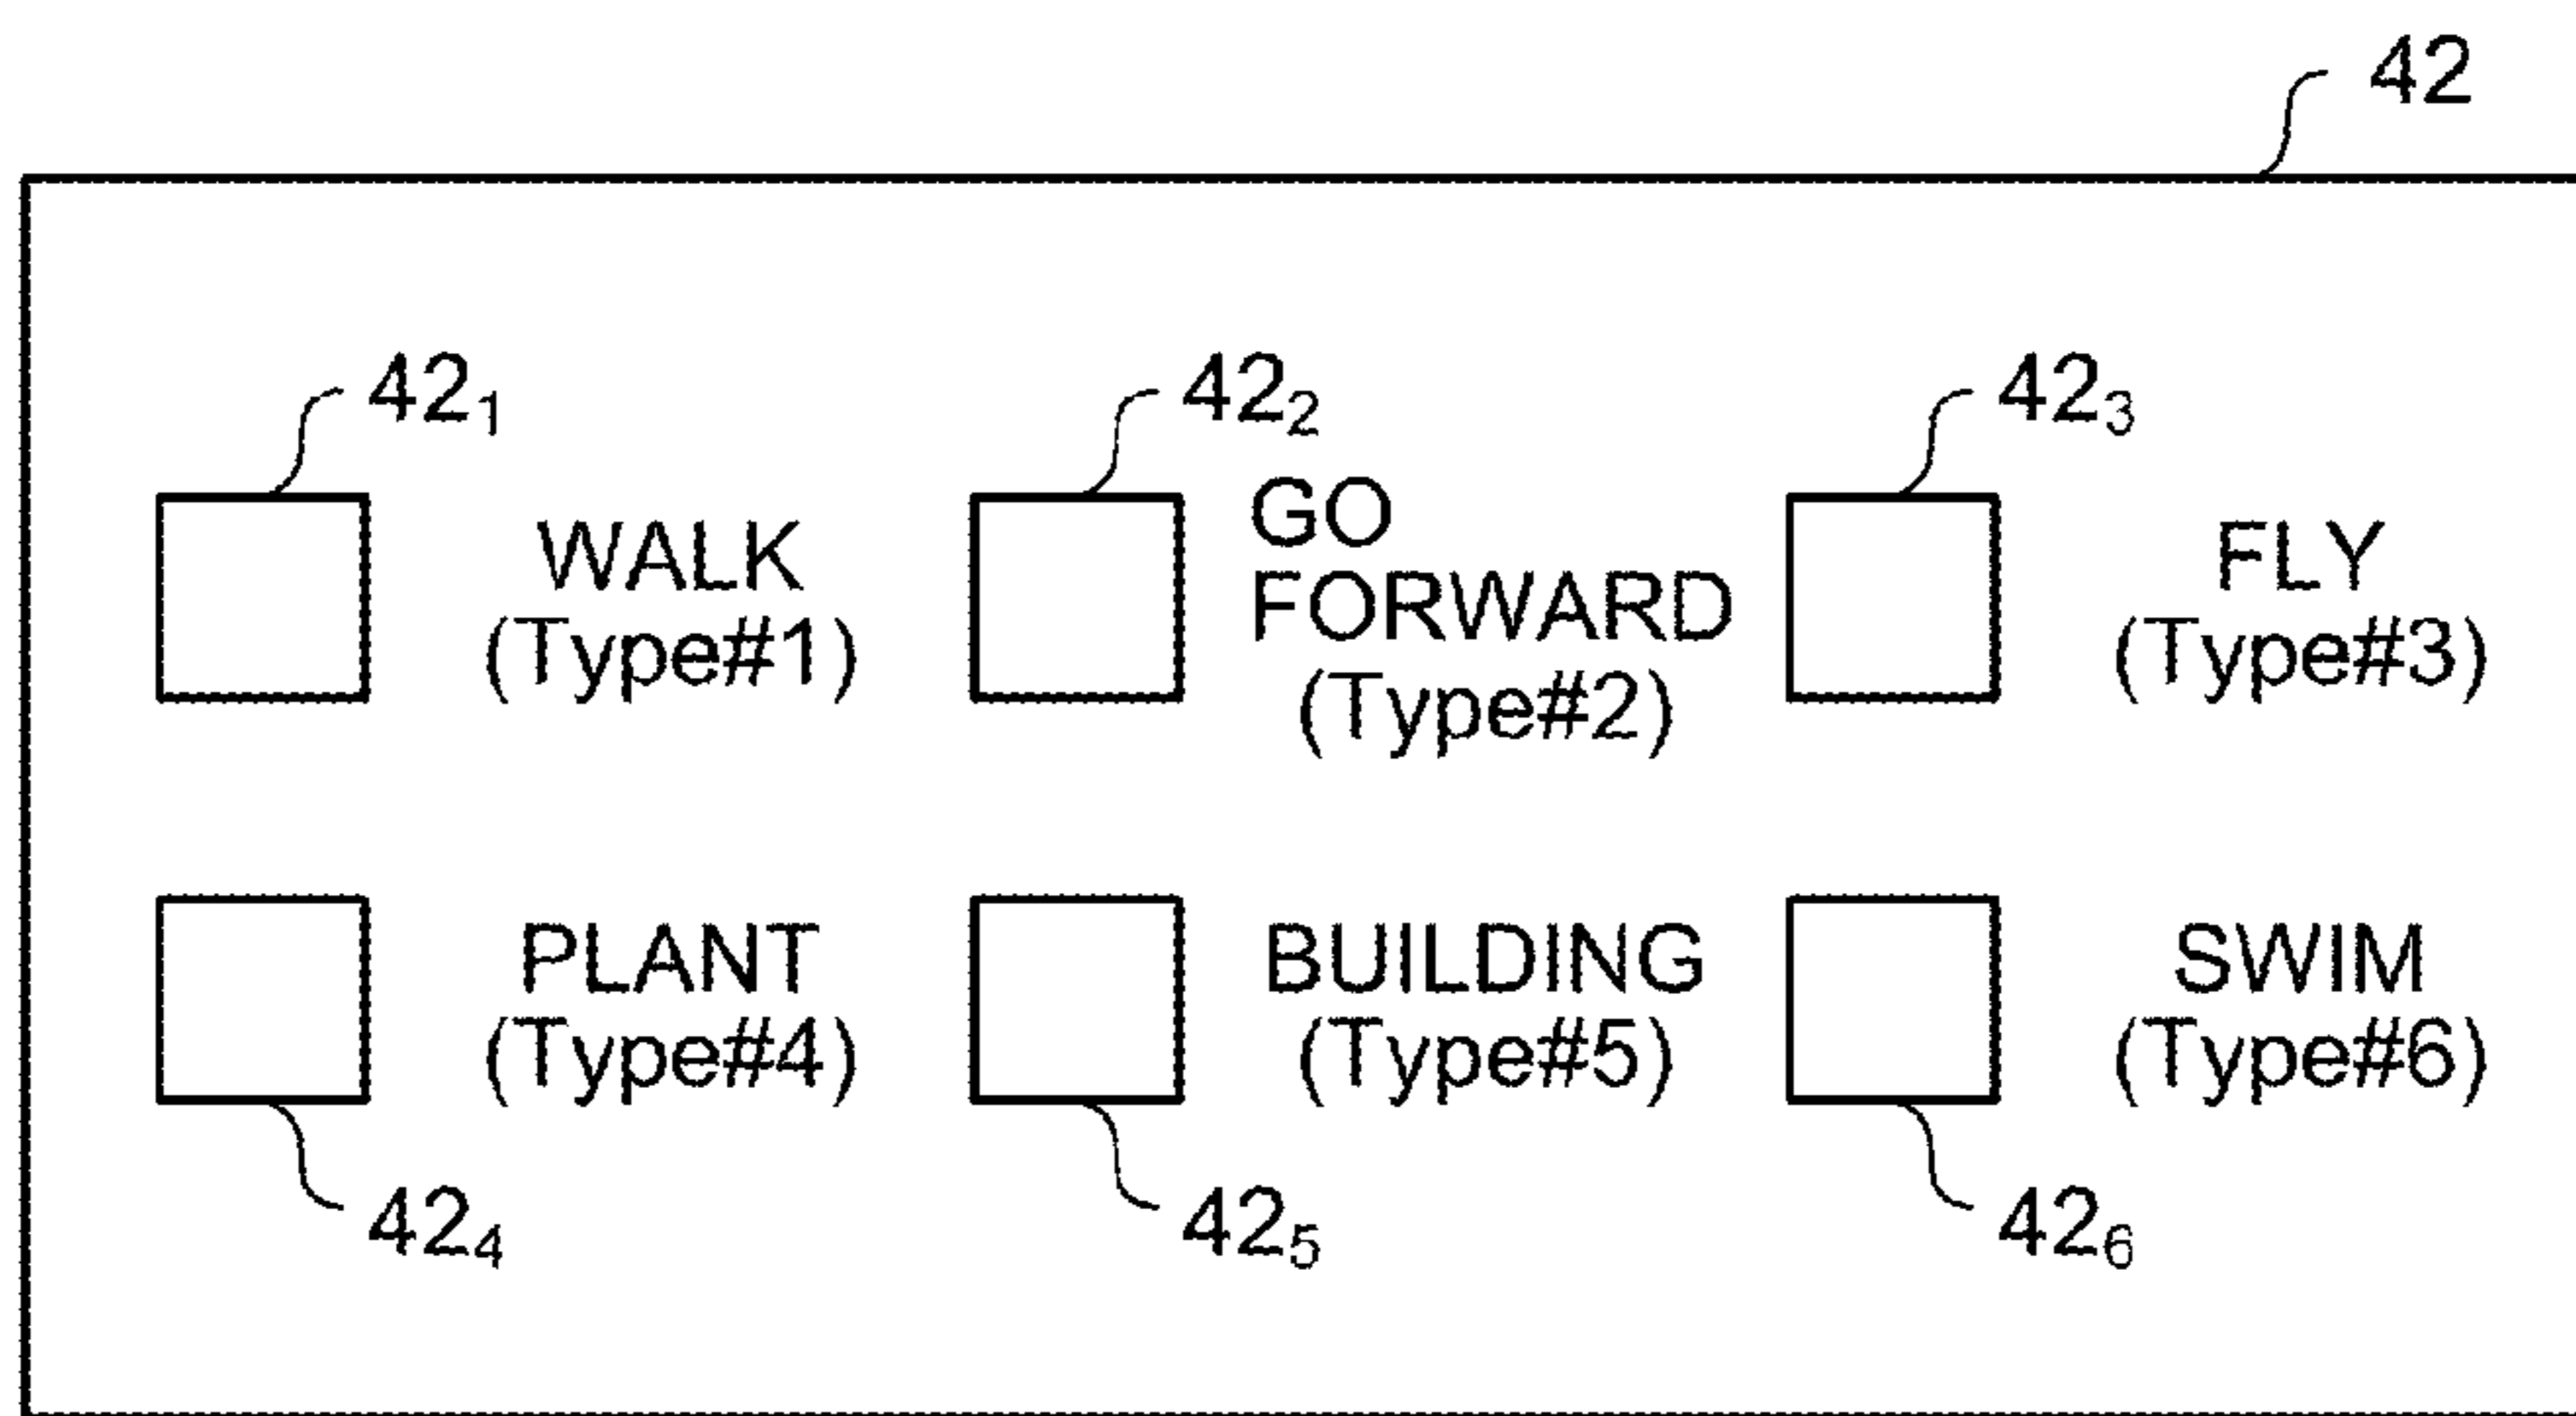 42
42₁ 42₂ 42₃
WALK
(Type#1)
GO
FORWARD
(Type#2)
FLY
(Type#3)
PLANT
(Type#4)
BUILDING
(Type#5)
SWIM
(Type#6)
42₄ 42₅ 42₆